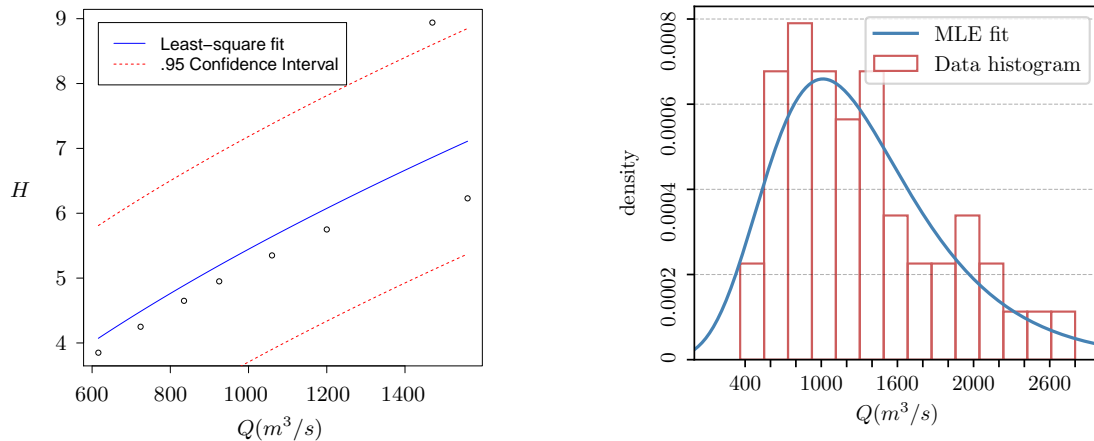 9
8
7
6
5
4
H
Least−square fit
.95 Confidence Interval
600 800 1000 1200 1400
Q(m³/s)
0.0008
0.0006
0.0004
0.0002
0
density
MLE fit
Data histogram
400 1000 1600 2000 2600
Q(m³/s)